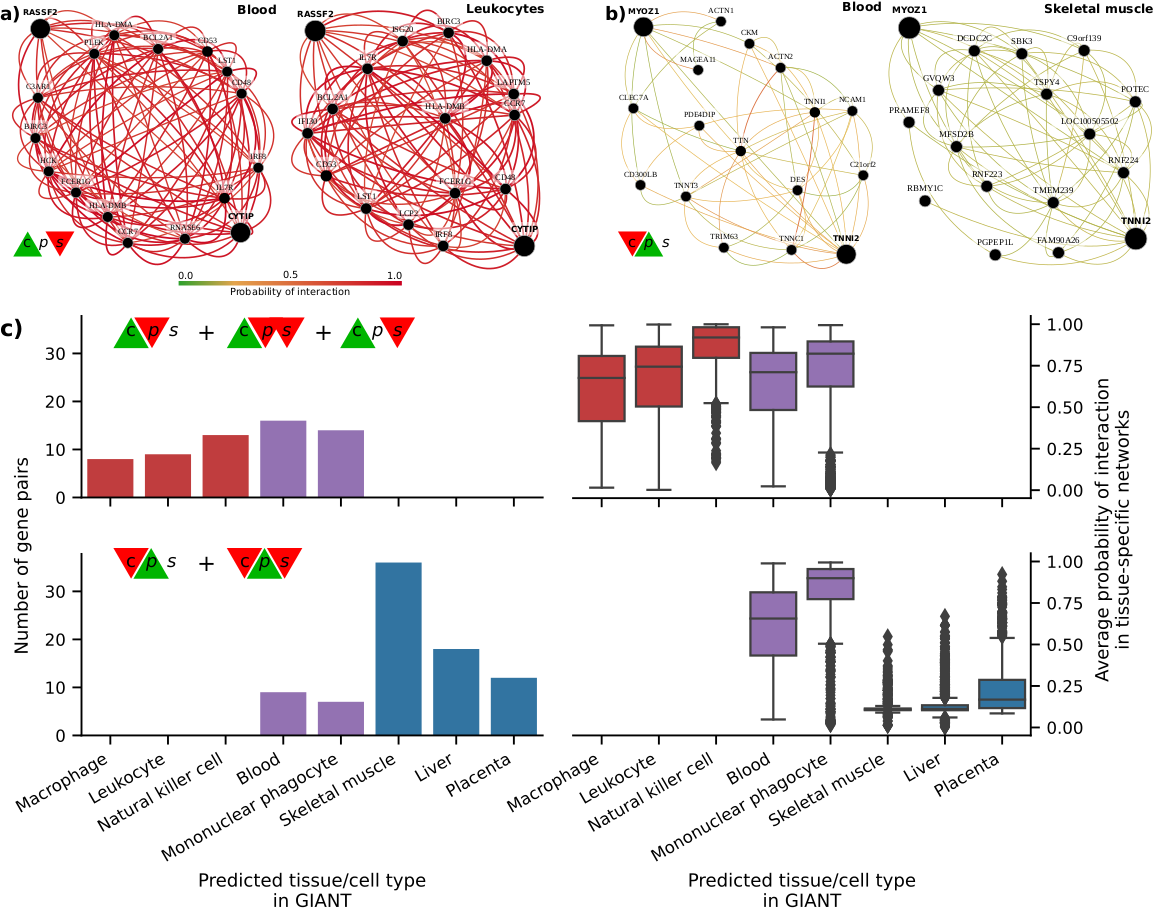 a)
Blood
Leukocytes
RASSF2
HLA-DMA
PLEK
BCL2A1
CD53
LST1
CD48
C3AR1
BIRC3
HCK
FCER1G
HLA-DMB
CCR7
RNASE6
CYTIP
IL7R
IRF8
c p s
RASSF2
ISG20
BIRC3
HLA-DMA
IL7R
LAPTM5
CCR7
BCL2A1
HLA-DMB
IFI30
CD53
FCER1G
CD48
LST1
LCP2
IRF8
CYTIP
0.0
0.5
1.0
Probability of interaction
b)
Blood
Skeletal muscle
MYOZ1
ACTN1
CKM
MAGEA11
ACTN2
CLEC7A
PDE4DIP
TNNI1
NCAM1
TTN
C21orf2
CD300LB
TNNT3
DES
TRIM63
TNNC1
TNNI2
c p s
MYOZ1
DCDC2C
SBK3
C9orf139
GVQW3
TSPY4
POTEC
PRAMEF8
LOC100505502
MFSD2B
RNF224
RNF223
RBMY1C
TMEM239
TNNI2
PGPEP1L
FAM90A26
c)
c p s + c p s + c p s
30
20
10
0
1.00
0.75
0.50
0.25
0.00
c p s + c p s
30
20
10
0
1.00
0.75
0.50
0.25
0.00
Number of gene pairs
Average probability of interaction
in tissue-specific networks
Macrophage
Leukocyte
Natural killer cell
Blood
Mononuclear phagocyte
Skeletal muscle
Liver
Placenta
Macrophage
Leukocyte
Natural killer cell
Blood
Mononuclear phagocyte
Skeletal muscle
Liver
Placenta
Predicted tissue/cell type
in GIANT
Predicted tissue/cell type
in GIANT